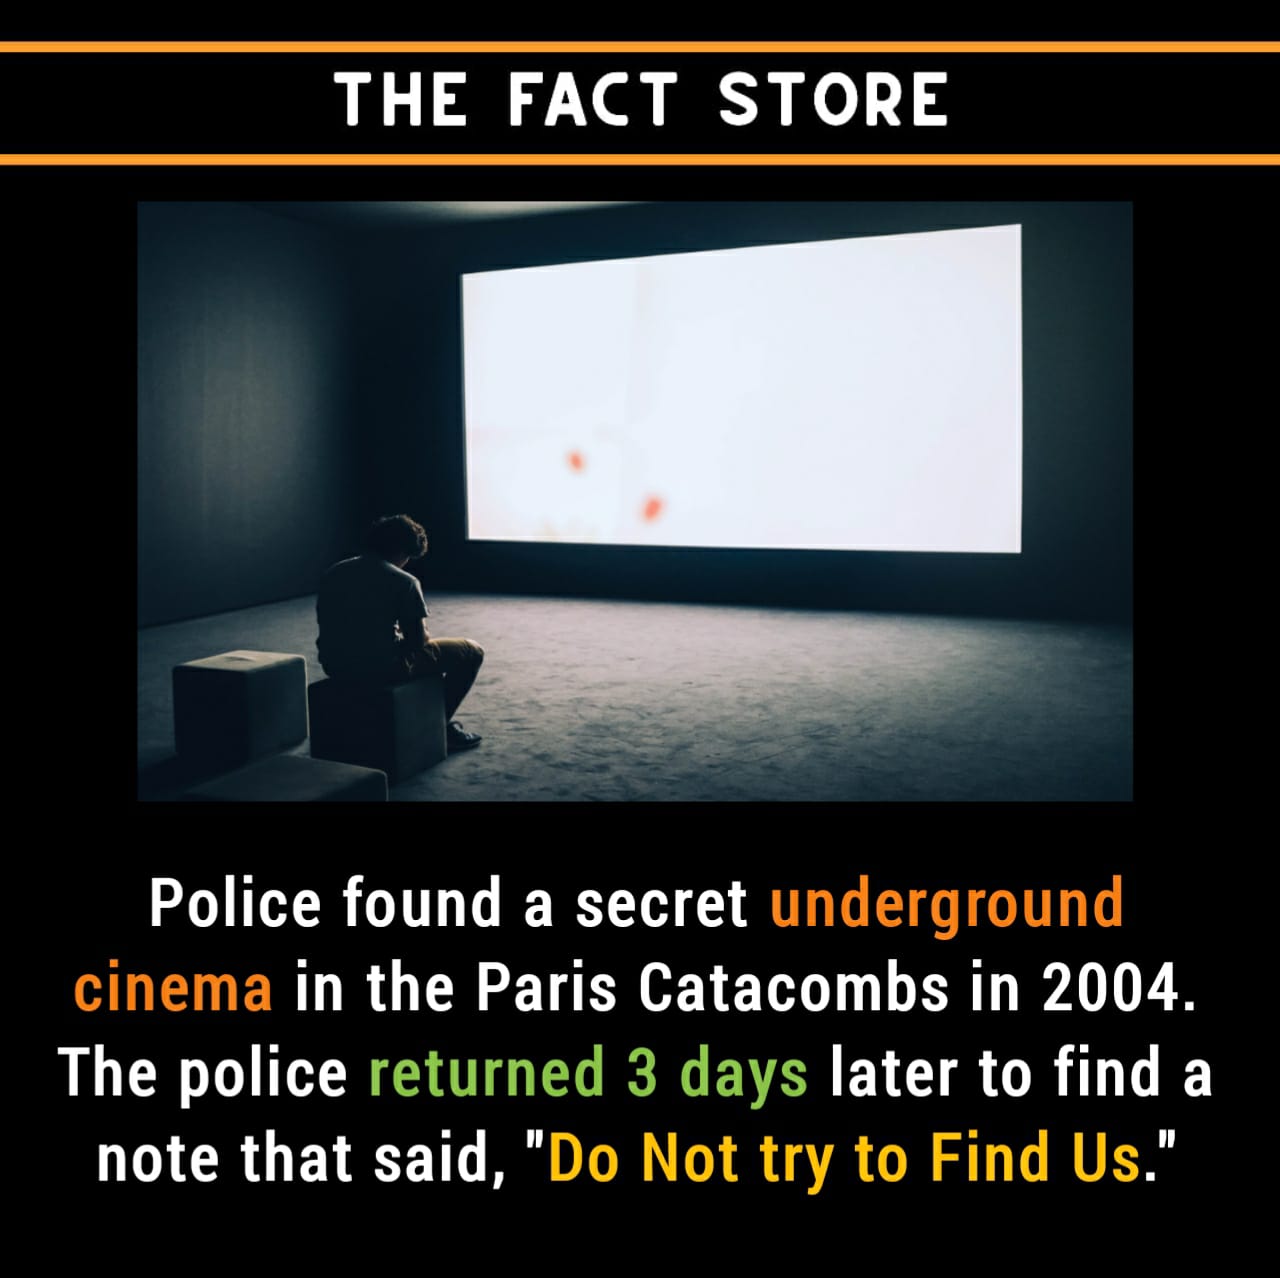 THE FACT STORE
Police found a secret underground
cinema in the Paris Catacombs in 2004.
The police returned 3 days later to find a
note that said, "Do Not try to Find Us."